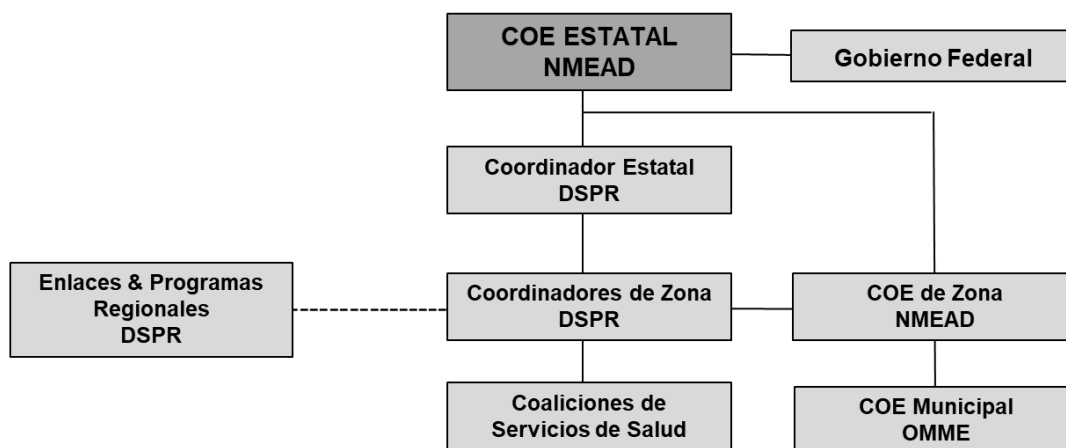 COE ESTATAL
NMEAD
Gobierno Federal
Coordinador Estatal
DSPR
Enlaces & Programas
Regionales
DSPR
Coordinadores de Zona
DSPR
COE de Zona
NMEAD
Coaliciones de
Servicios de Salud
COE Municipal
OMME